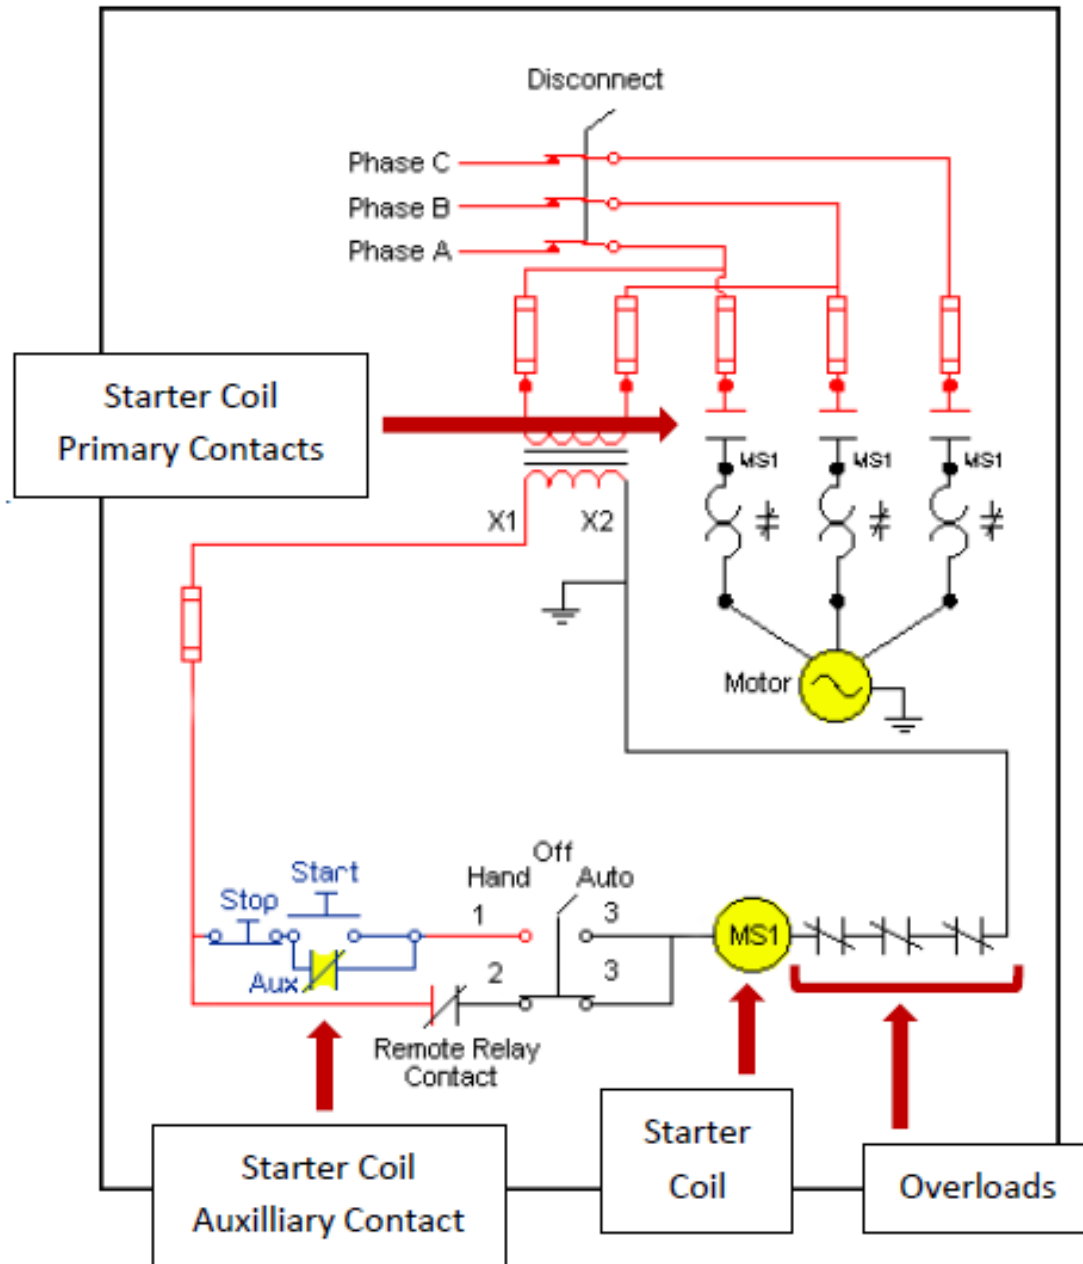 Disconnect
Phase C
Phase B
Phase A
Starter Coil
Primary Contacts
MS1 MS1 MS1
X1 X2
Motor
Off
Hand Auto
Start
Stop
1 3
MS1
2 3
Aux
Remote Relay
Contact
Starter
Coil
Overloads
Starter Coil
Auxilliary Contact